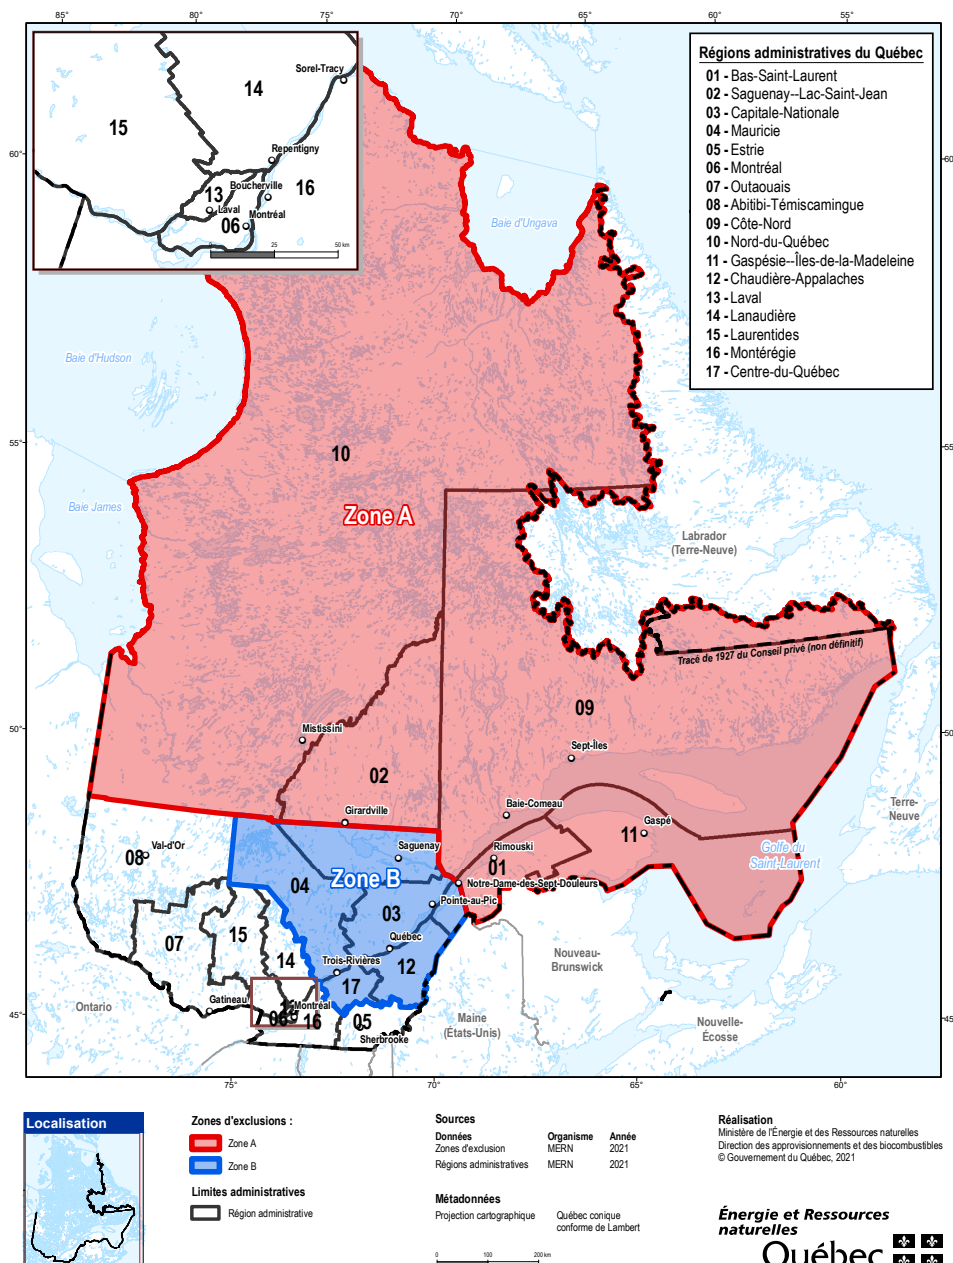 85°
80°
75°
70°
65°
60°
55°
Sorel-Tracy
14
15
Repentigny
Boucherville
13
16
Laval
Montréal
06
25
50 km
Régions administratives du Québec
01 - Bas-Saint-Laurent
02 - Saguenay--Lac-Saint-Jean
03 - Capitale-Nationale
04 - Mauricie
05 - Estrie
06 - Montréal
07 - Outaouais
08 - Abitibi-Témiscamingue
09 - Côte-Nord
10 - Nord-du-Québec
11 - Gaspésie--Îles-de-la-Madeleine
12 - Chaudière-Appalaches
13 - Laval
14 - Lanaudière
15 - Laurentides
16 - Montérégie
17 - Centre-du-Québec
60°
60
Baie d'Ungava
Baie d'Hudson
55°
55
10
Baie James
Zone A
Labrador
(Terre-Neuve)
Tracé de 1927 du Conseil privé (non définitif)
09
50°
50
Mistissini
Sept-Îles
02
Baie-Comeau
Girardville
Terre-
Neuve
Gaspé
11
08
Val-d'Or
Saguenay
Rimouski
01
Golfe du
Saint-Laurent
04
Zone B
Notre-Dame-des-Sept-Douleurs
Pointe-au-Pic
03
07
15
14
Québec
12
Trois-Rivières
17
Nouveau-
Brunswick
Ontario
Gatineau
Montréal
06
16
05
Sherbrooke
Maine
(États-Unis)
Nouvelle-
Écosse
45°
45
75°
70°
65°
60°
Localisation
Zones d'exclusions :
Zone A
Zone B
Limites administratives
Région administrative
Sources
Données Organisme Année
Zones d'exclusion MERN 2021
Régions administratives MERN 2021
Métadonnées
Projection cartographique Québec conique
conforme de Lambert
0 100 200 km
Réalisation
Ministère de l'Énergie et des Ressources naturelles
Direction des approvisionnements et des biocombustibles
© Gouvernement du Québec, 2021
Énergie et Ressources
naturelles
Québec